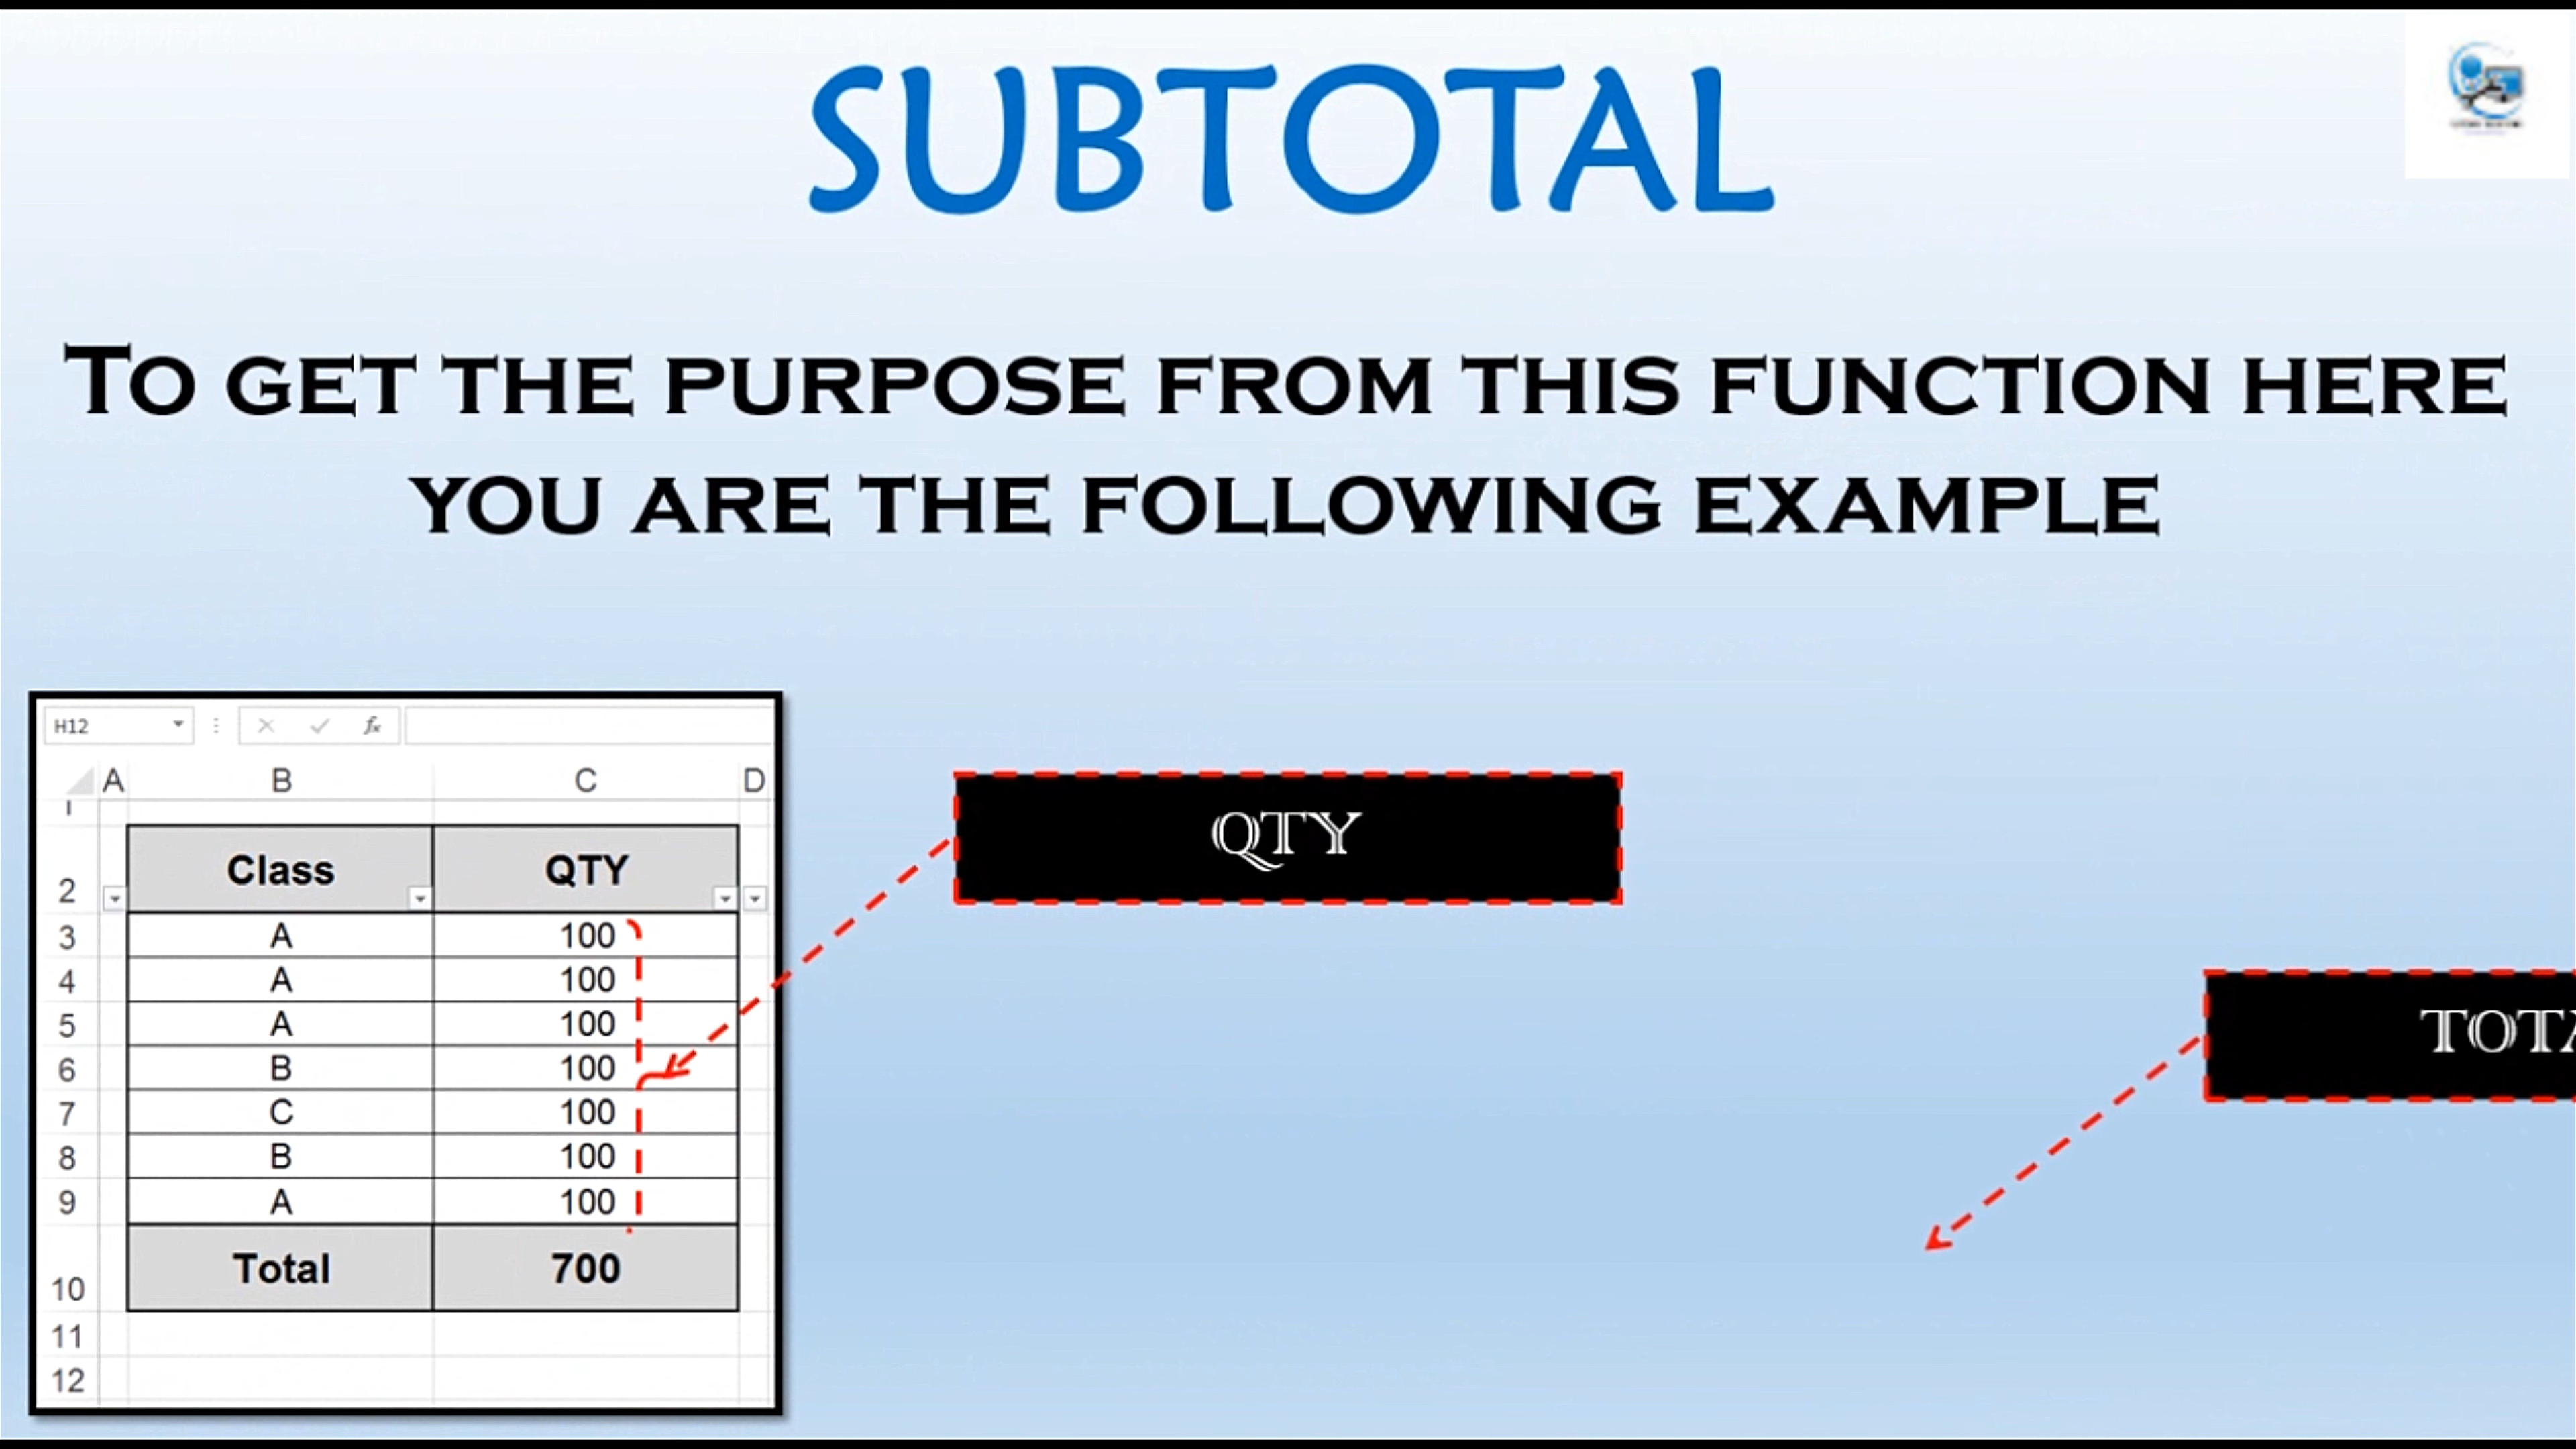 SUBTOTAL
To get the purpose from this function here
you are the following example
H12 fx
A B C D
1
2 Class QTY
3 A 100
4 A 100
5 A 100
6 B 100
7 C 100
8 B 100
9 A 100
10 Total 700
11
12
QTY